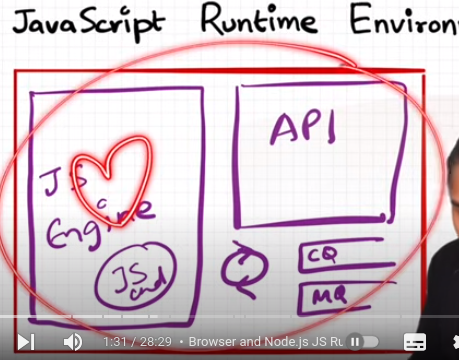 JavaScript Runtime Environ
JS
Engine
JS
API
CQ
MQ
1:31 / 28:29 • Browser and Node.js JS Ru